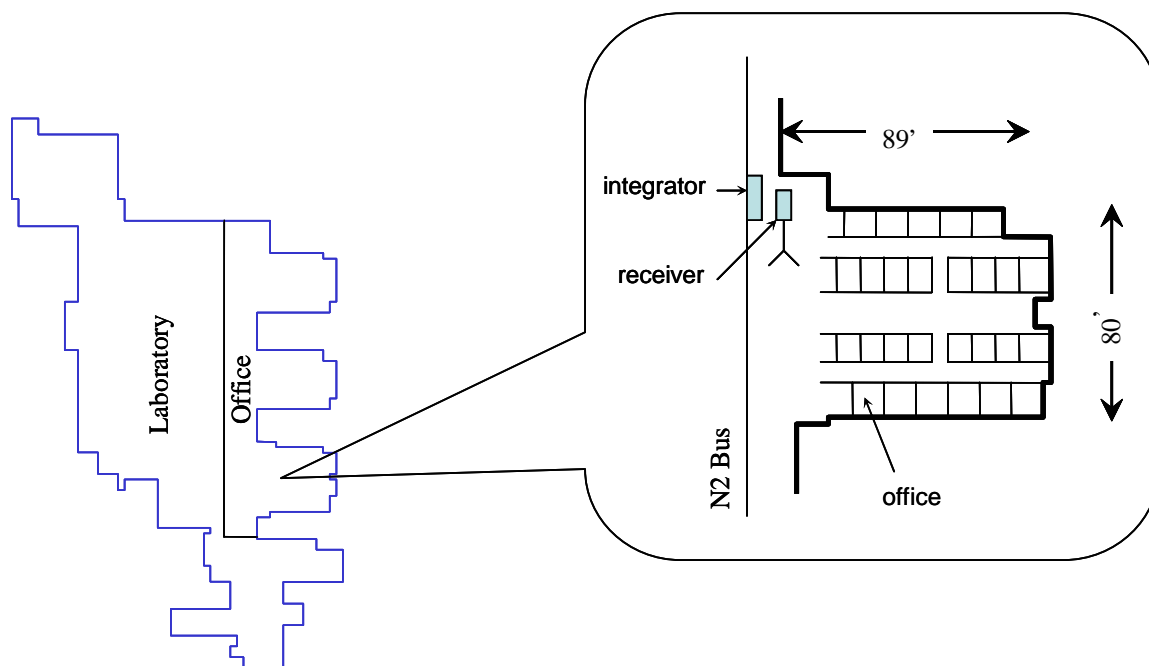 Laboratory
Office
89’
integrator
receiver
80’
N2 Bus
office